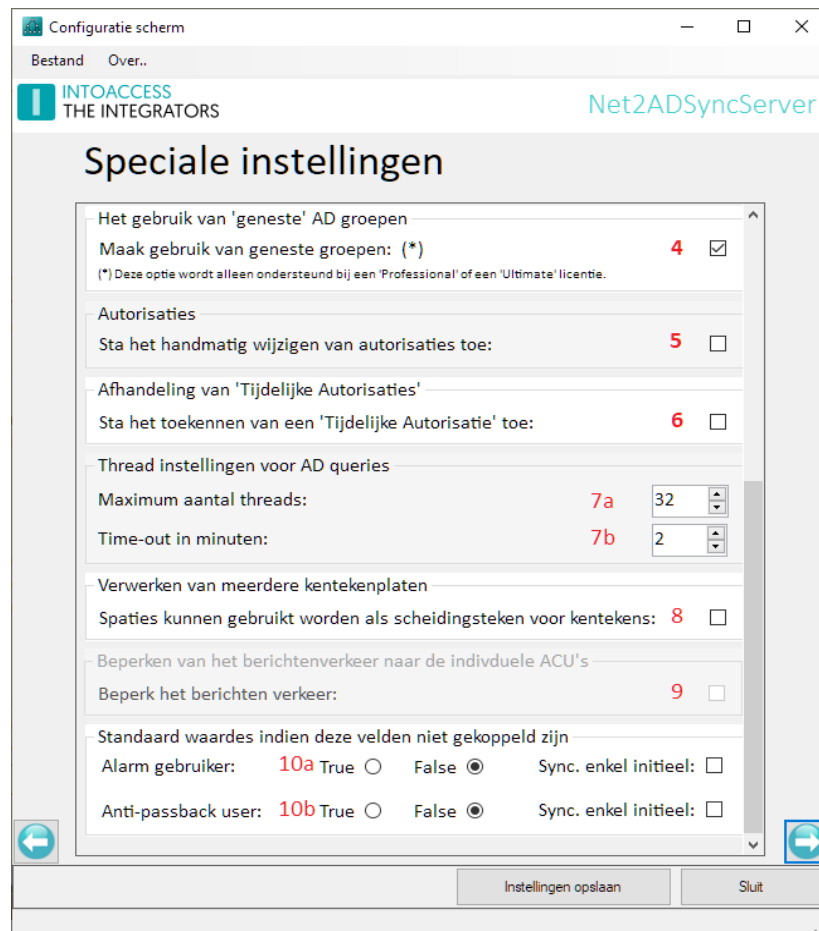 Configuratie scherm
Bestand Over..
INTOACCESS
THE INTEGRATORS
Net2ADSyncServer
Speciale instellingen
Het gebruik van 'geneste' AD groepen
Maak gebruik van geneste groepen: (*) 4
(*) Deze optie wordt alleen ondersteund bij een 'Professional' of een 'Ultimate' licentie.
Autorisaties
Sta het handmatig wijzigen van autorisaties toe: 5
Afhandeling van 'Tijdelijke Autorisaties'
Sta het toekennen van een 'Tijdelijke Autorisatie' toe: 6
Thread instellingen voor AD queries
Maximum aantal threads: 7a 32
Time-out in minuten: 7b 2
Verwerken van meerdere kentekenplaten
Spaties kunnen gebruikt worden als scheidingsteken voor kentekens: 8
Beperken van het berichtenverkeer naar de indivduele ACU's
Beperk het berichten verkeer: 9
Standaard waardes indien deze velden niet gekoppeld zijn
Alarm gebruiker: 10a True False Sync. enkel initieel:
Anti-passback user: 10b True False Sync. enkel initieel:
Instellingen opslaan Sluit